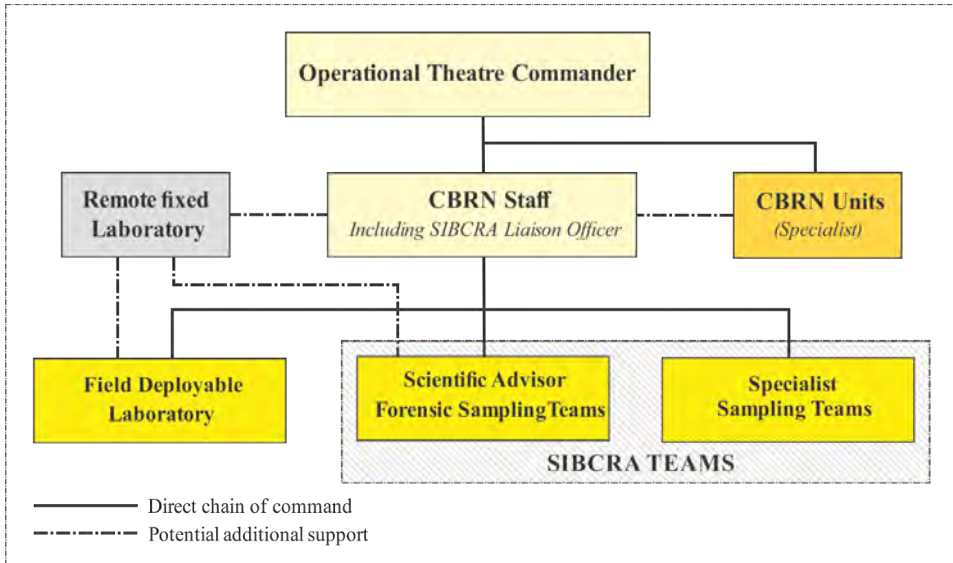 Operational Theatre Commander
Remote fixed
Laboratory
CBRN Staff
Including SIBCRA Liaison Officer
CBRN Units
(Specialist)
Field Deployable
Laboratory
Scientific Advisor
Forensic Sampling Teams
Specialist
Sampling Teams
SIBCRA TEAMS
Direct chain of command
Potential additional support